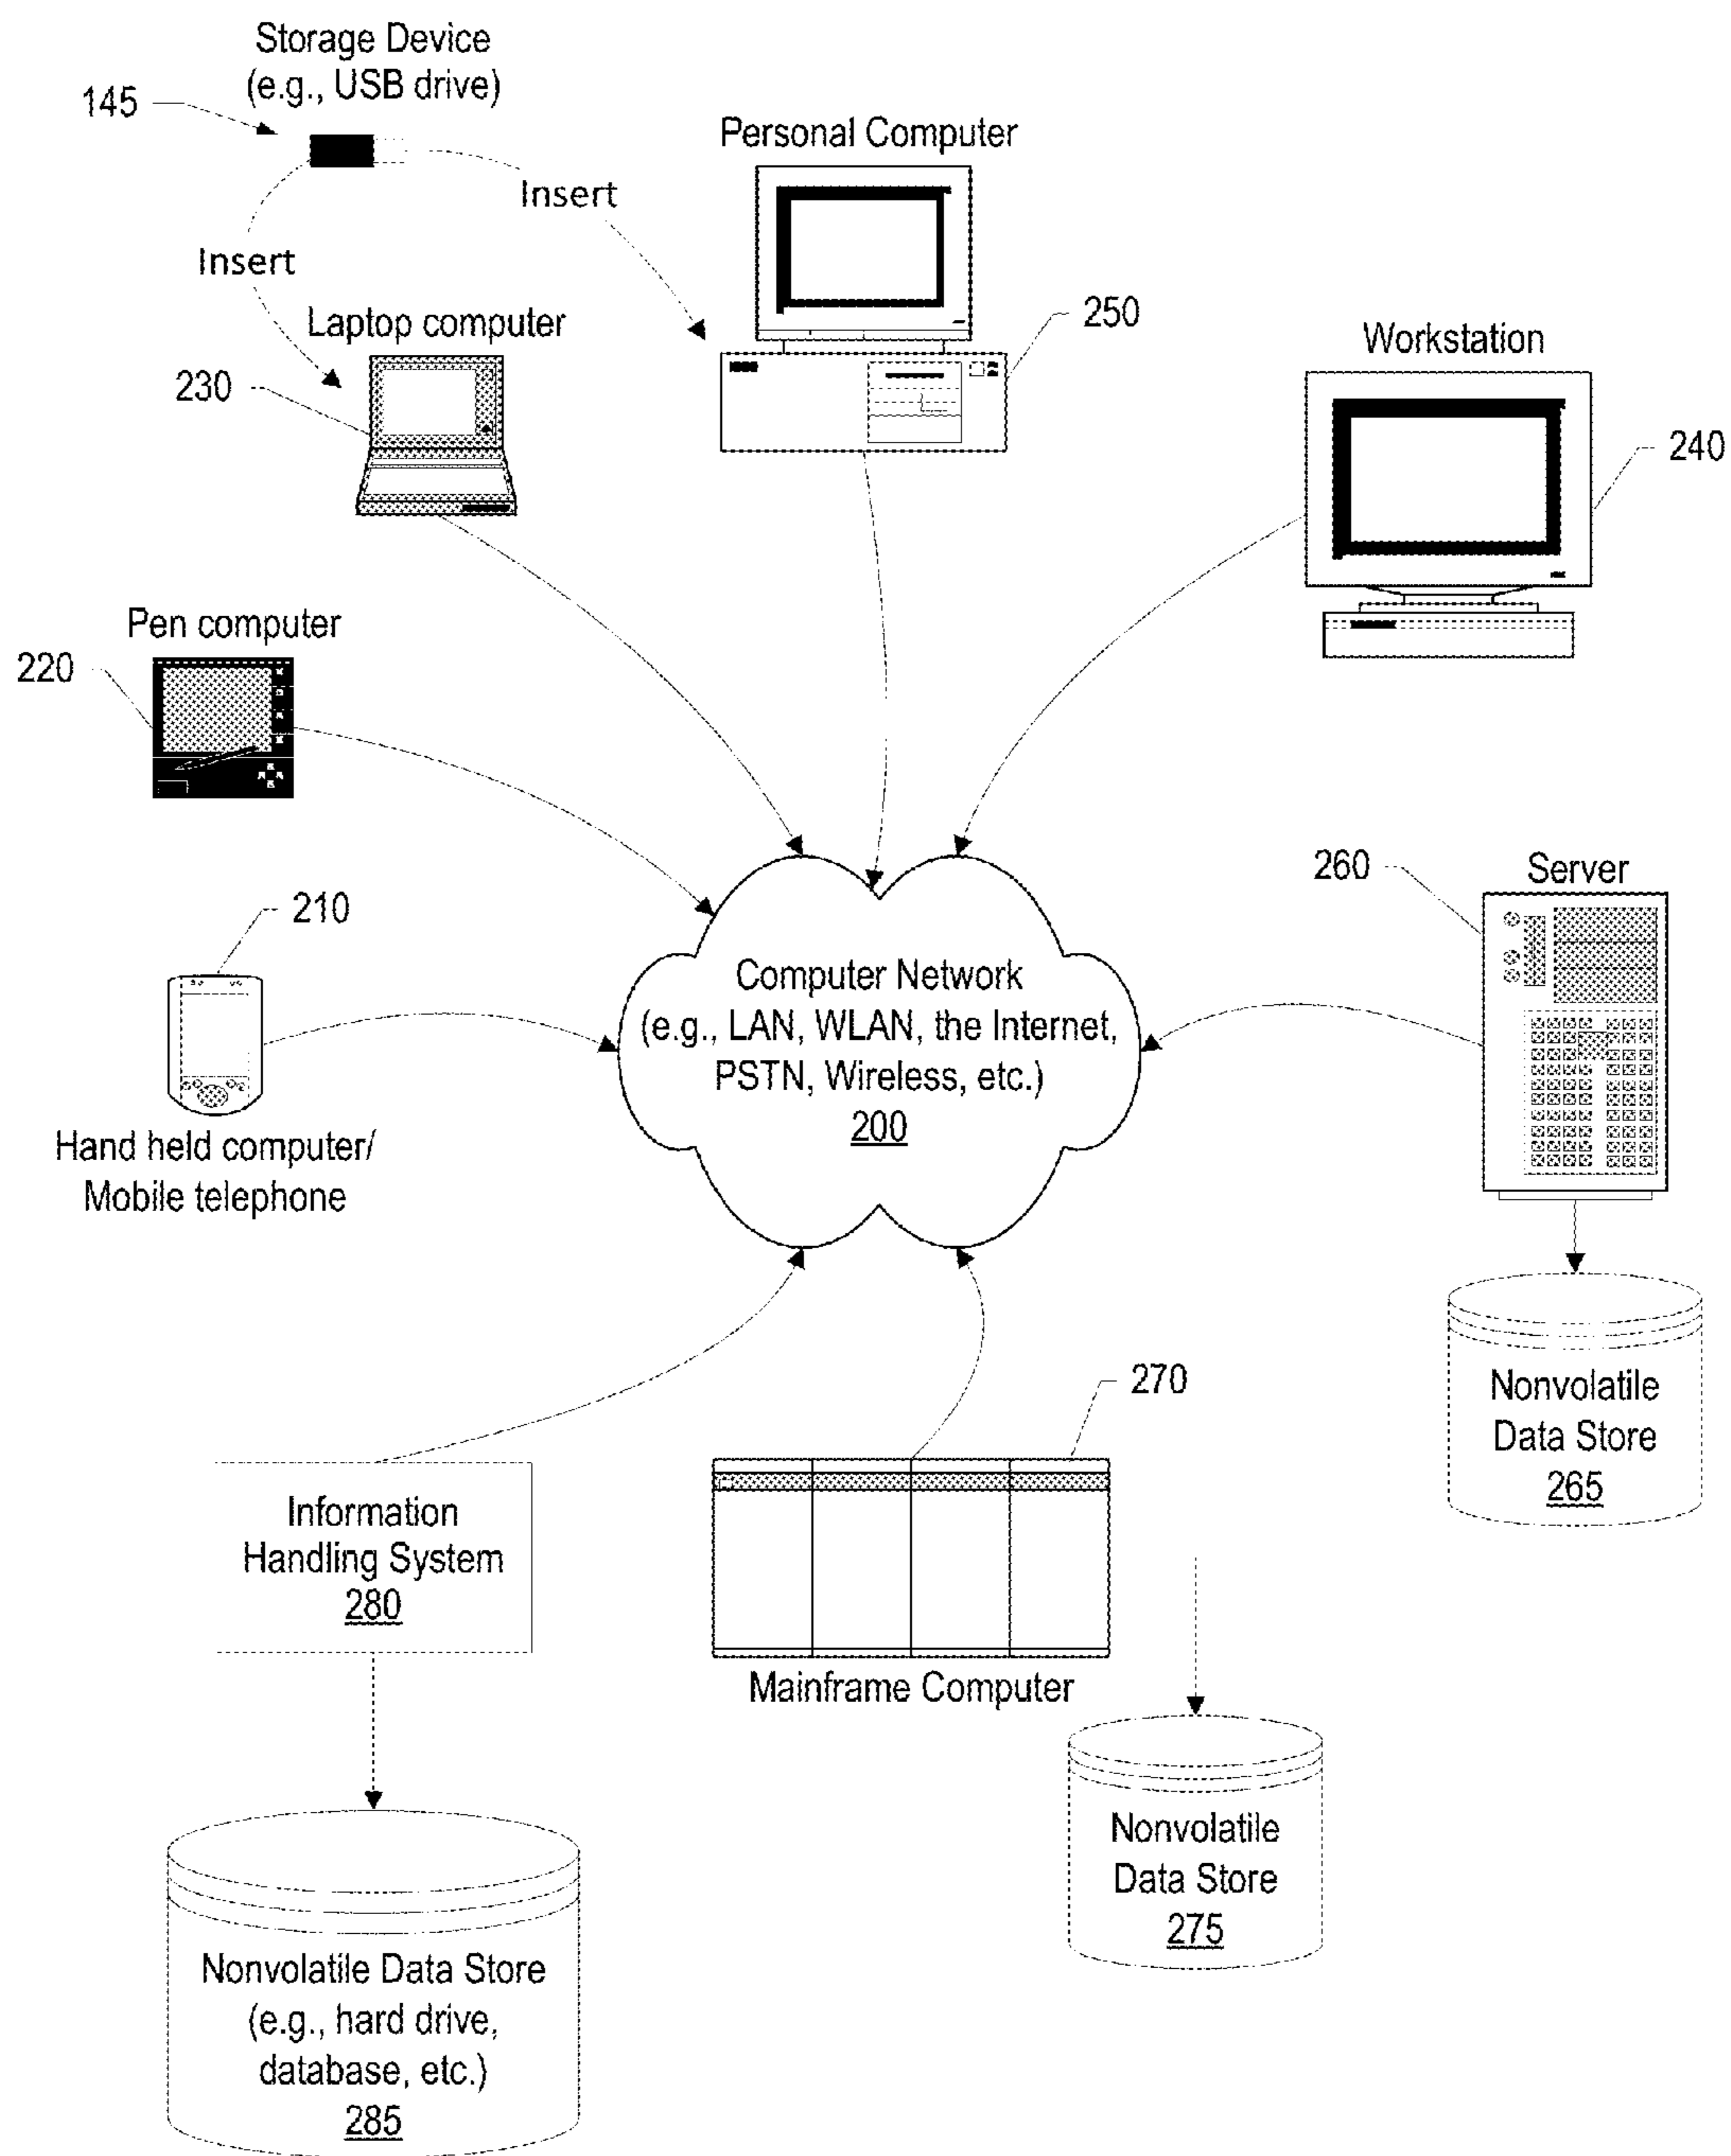 Storage Device
(e.g., USB drive)
145
Personal Computer
Insert
Insert
Laptop computer
250
Workstation
230
240
Pen computer
220
260
Server
210
Computer Network
(e.g., LAN, WLAN, the Internet,
PSTN, Wireless, etc.)
200
Hand held computer/
Mobile telephone
270
Nonvolatile
Data Store
265
Information
Handling System
280
Mainframe Computer
Nonvolatile
Data Store
275
Nonvolatile Data Store
(e.g., hard drive,
database, etc.)
285